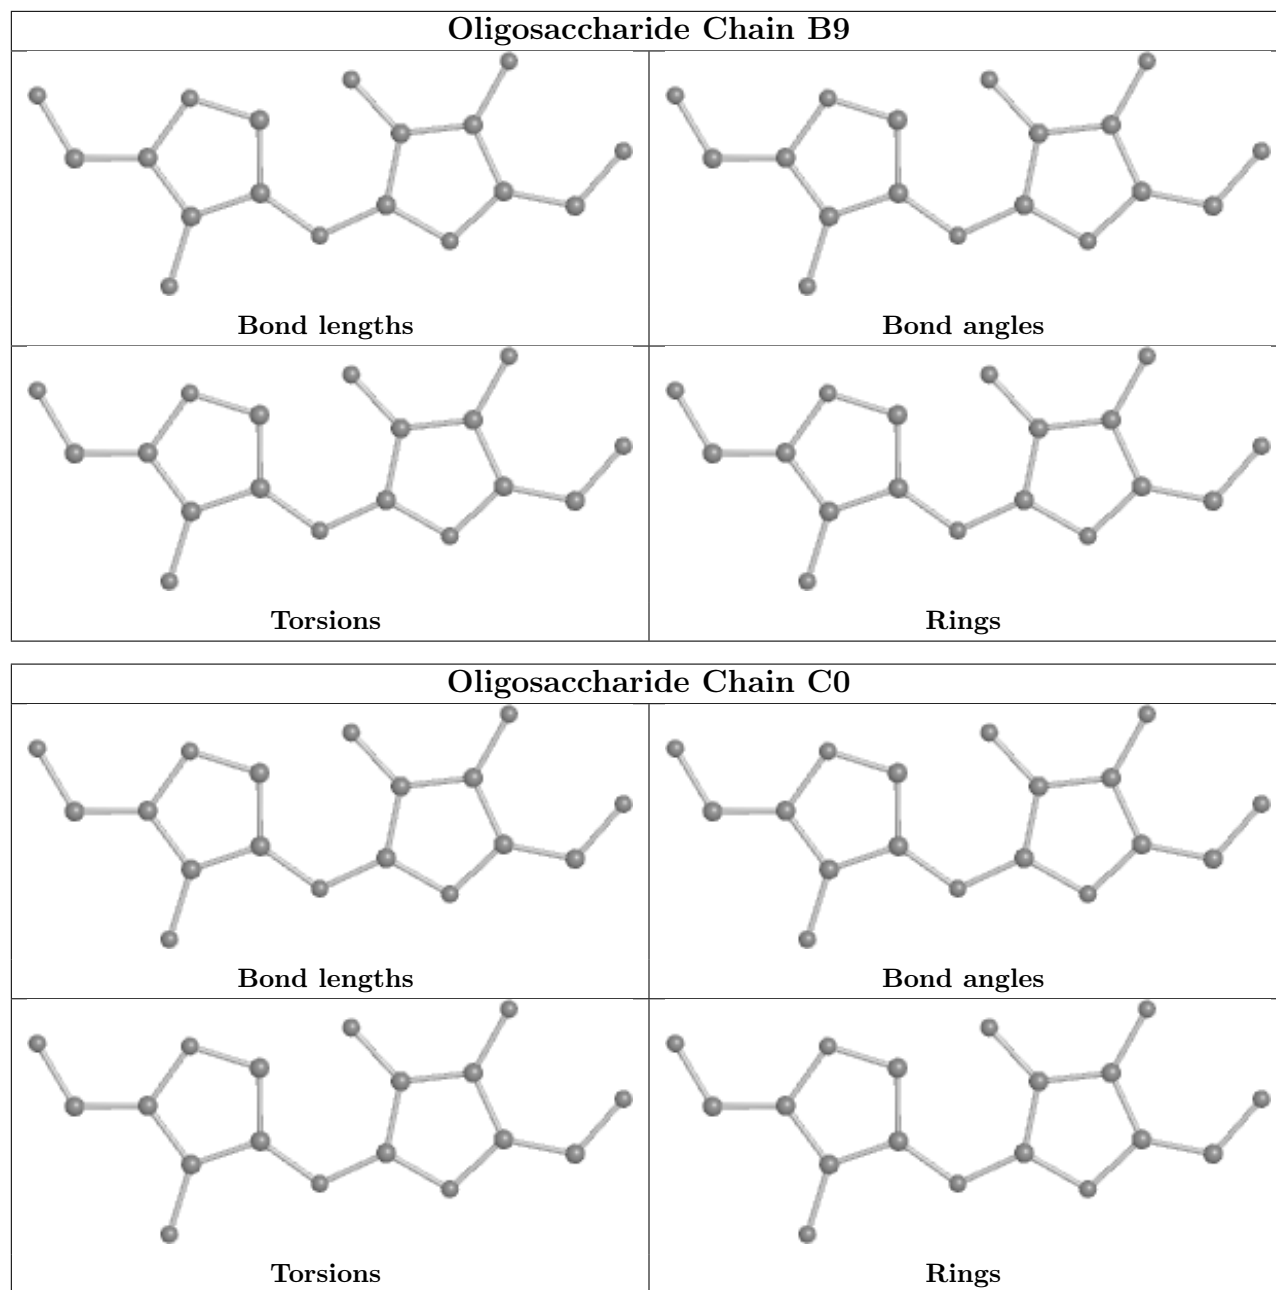 Oligosaccharide Chain B9
Bond lengths
Bond angles
Torsions
Rings
Oligosaccharide Chain C0
Bond lengths
Bond angles
Torsions
Rings